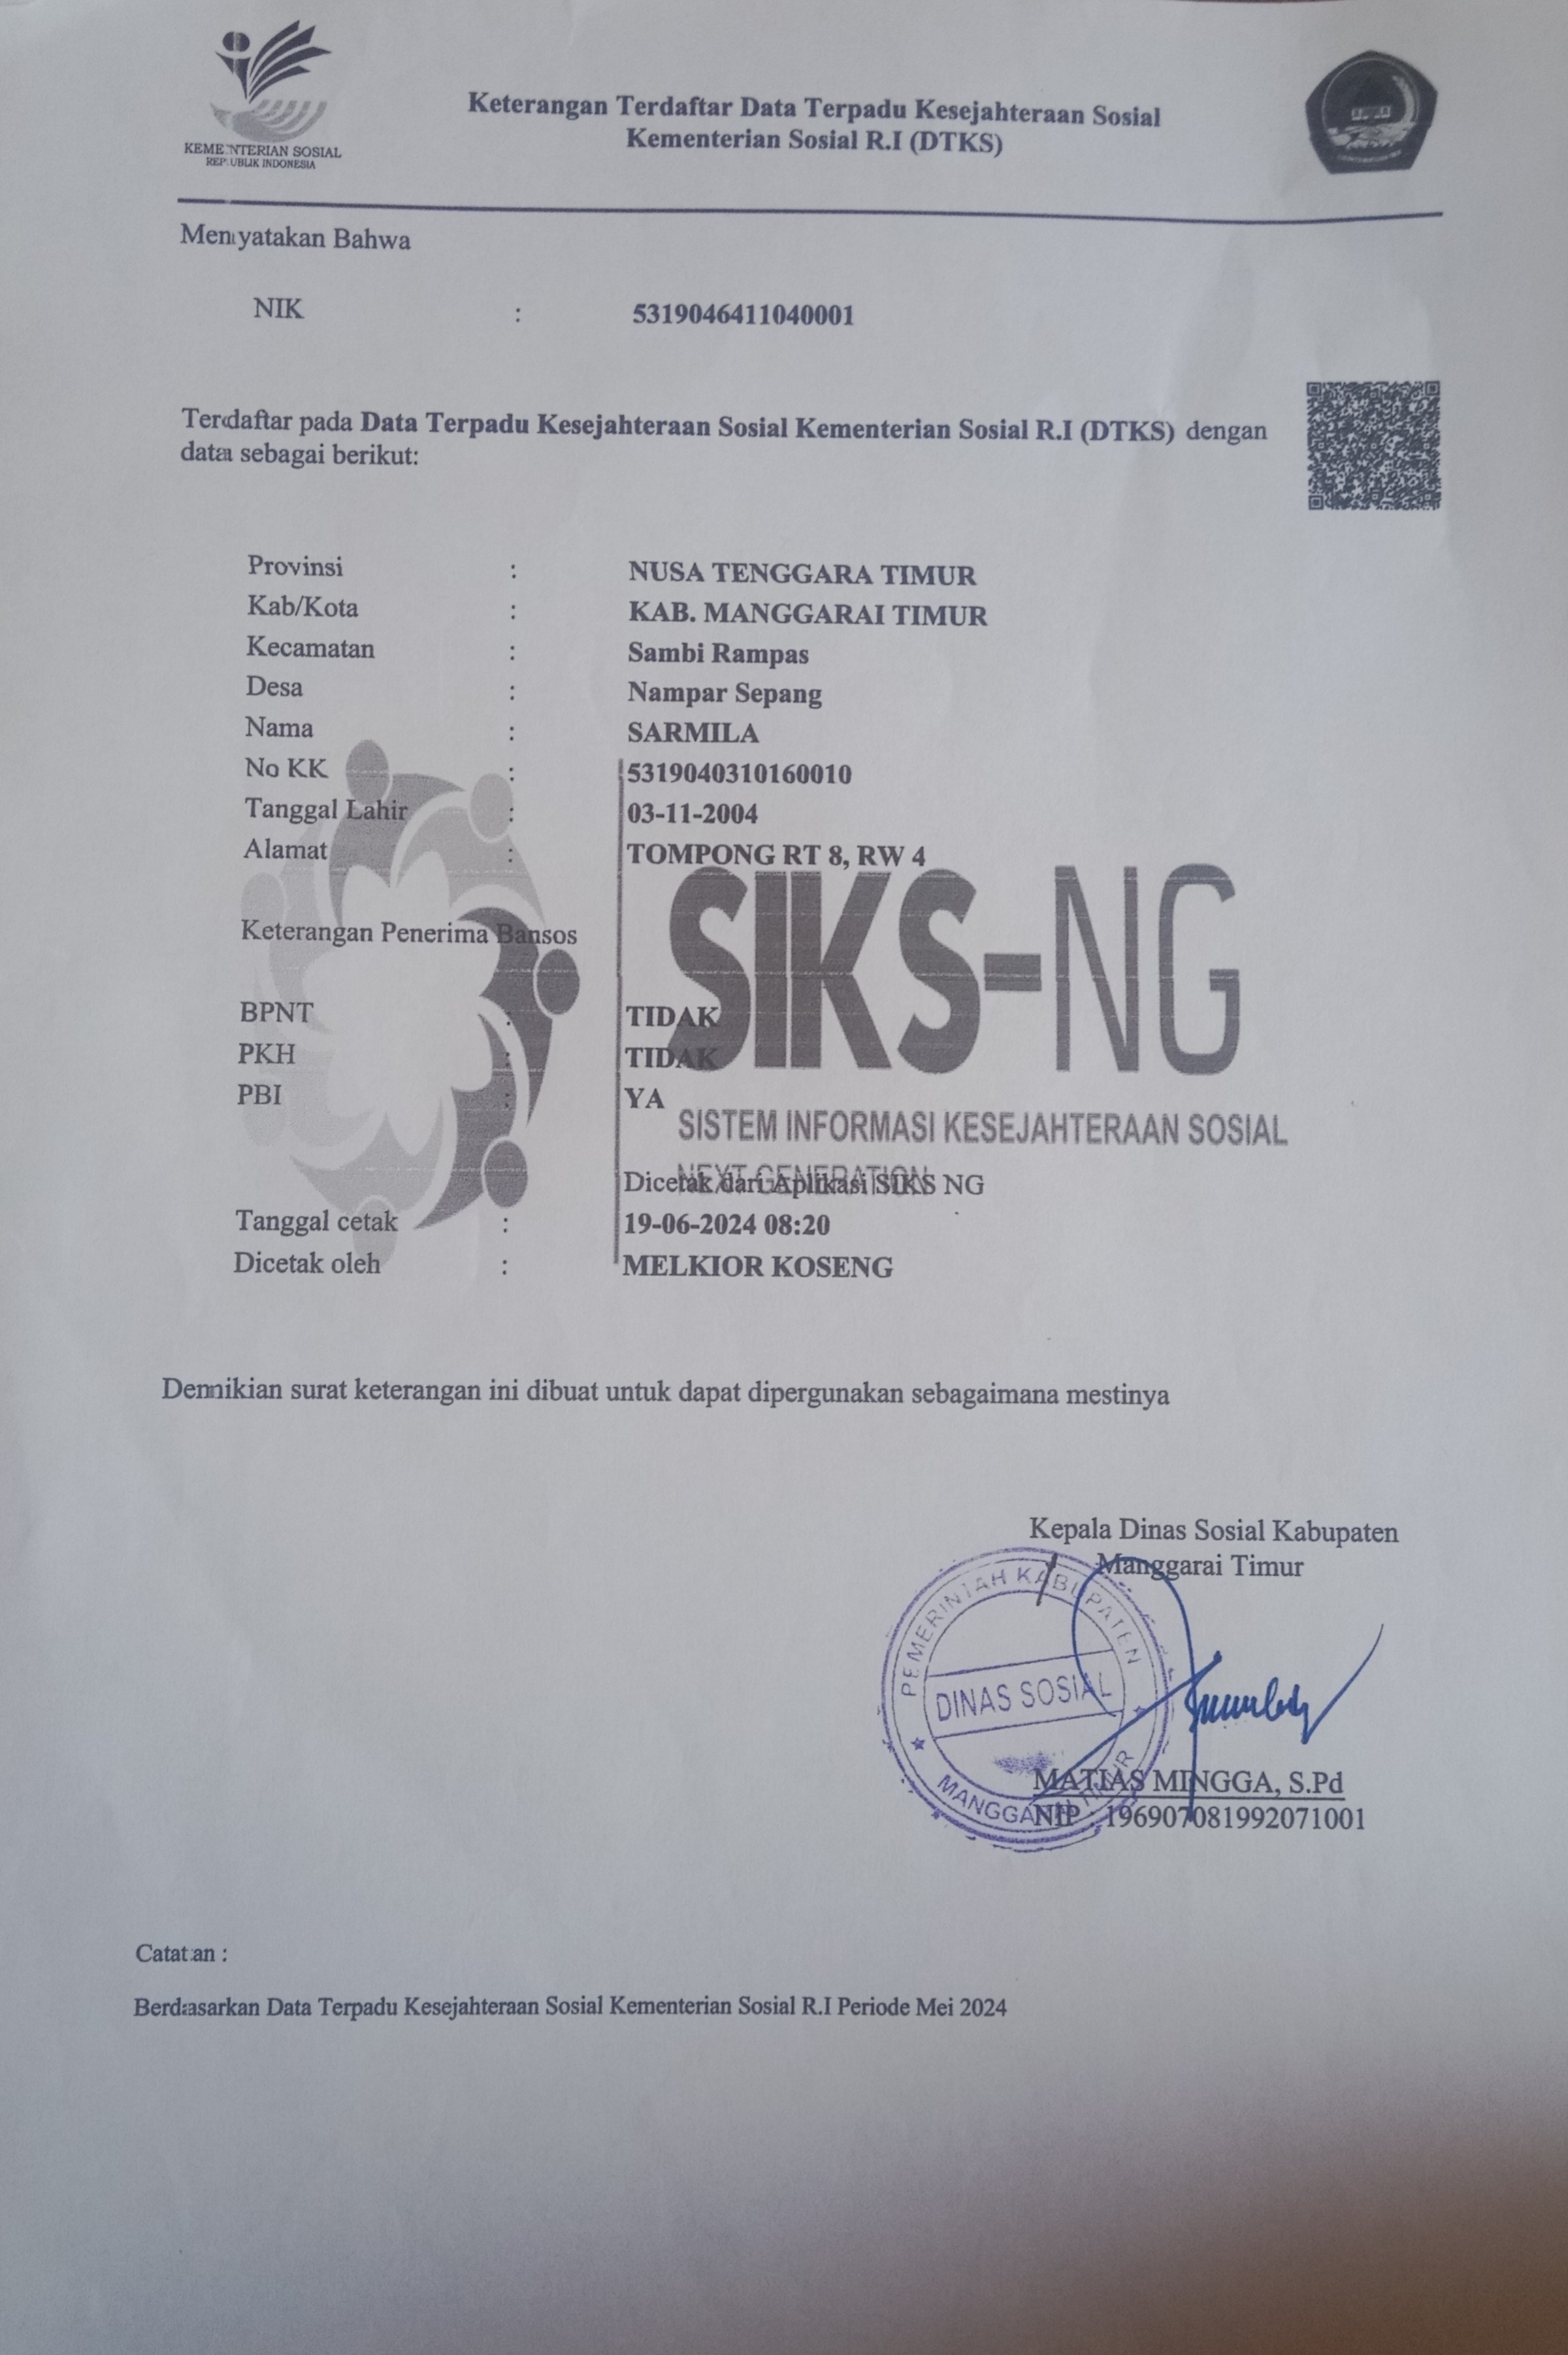 KEMENTERIAN SOSIAL
REPUBLIK INDONESIA
Keterangan Terdaftar Data Terpadu Kesejahteraan Sosial
Kementerian Sosial R.I (DTKS)
Menyatakan Bahwa
NIK : 5319046411040001
Terdaftar pada Data Terpadu Kesejahteraan Sosial Kementerian Sosial R.I (DTKS) dengan
data sebagai berikut:
Provinsi : NUSA TENGGARA TIMUR
Kab/Kota : KAB. MANGGARAI TIMUR
Kecamatan : Sambi Rampas
Desa : Nampar Sepang
Nama : SARMILA
No KK : 5319040310160010
Tanggal Lahir : 03-11-2004
Alamat : TOMPONG RT 8, RW 4
SIKS-NG
Keterangan Penerima Bansos
BPNT : TIDAK
PKH : TIDAK
PBI : YA
SISTEM INFORMASI KESEJAHTERAAN SOSIAL
NEXT GENERATION
Dicetak dari Aplikasi SIKS NG
Tanggal cetak : 19-06-2024 08:20
Dicetak oleh : MELKIOR KOSENG
Demikian surat keterangan ini dibuat untuk dapat dipergunakan sebagaimana mestinya
Kepala Dinas Sosial Kabupaten
Manggarai Timur
PEMERINTAH KABUPATEN
DINAS SOSIAL
MANGGARAI TIMUR
MATIAS MINGGA, S.Pd
NIP . 196907081992071001
Catatan :
Berdasarkan Data Terpadu Kesejahteraan Sosial Kementerian Sosial R.I Periode Mei 2024